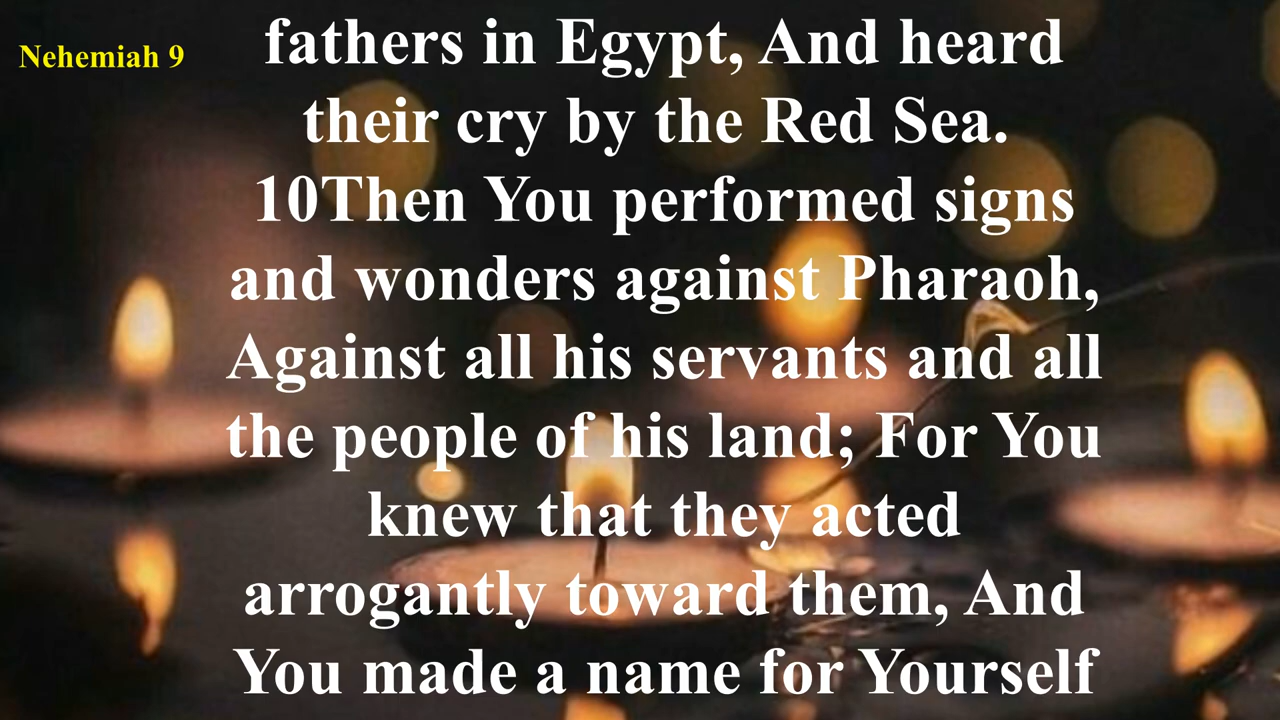 Nehemiah 9
fathers in Egypt, And heard
their cry by the Red Sea.
10Then You performed signs
and wonders against Pharaoh,
Against all his servants and all
the people of his land; For You
knew that they acted
arrogantly toward them, And
You made a name for Yourself